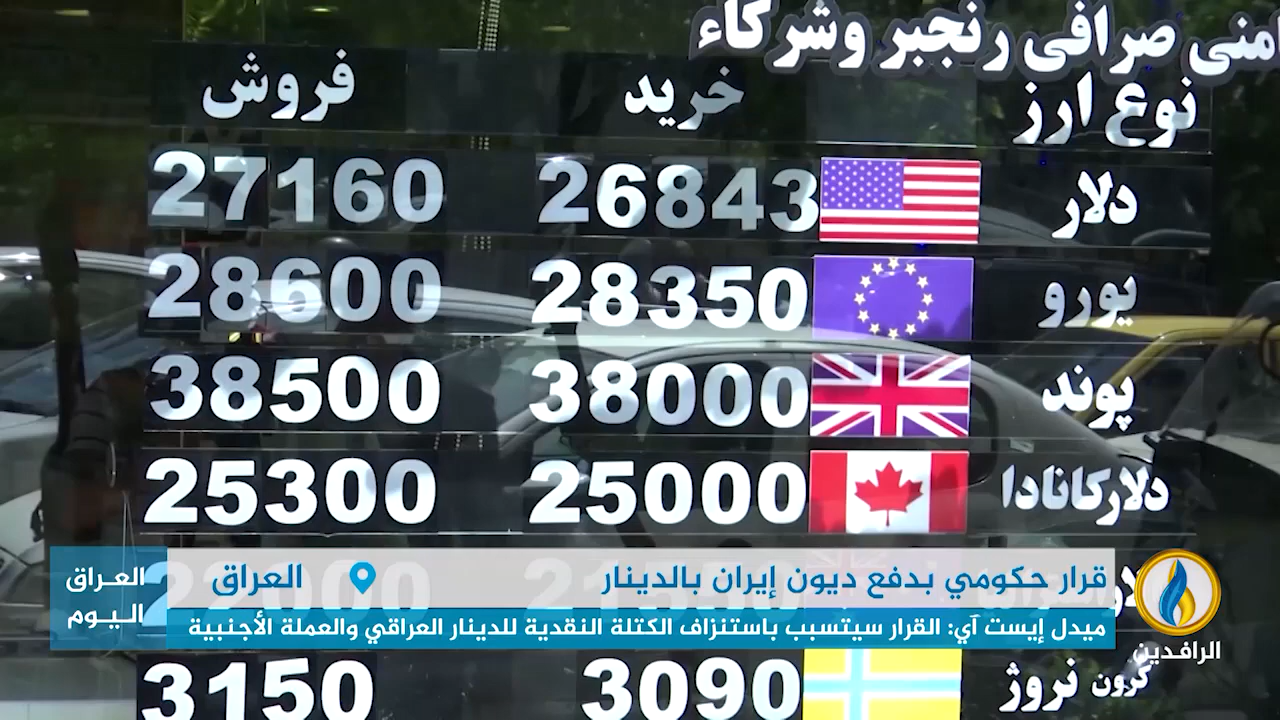 منی صرافی رنجبر وشرکاء
نوع ارز خرید فروش
دلار 26843 27160
یورو 28350 28600
پوند 38000 38500
دلارکانادا 25000 25300
قرار حكومي بدفع ديون إيران بالدينار العراق
العراق
اليوم
ميدل إيست آي: القرار سيتسبب باستنزاف الكتلة النقدية للدينار العراقي والعملة الأجنبية
الرافدين
کرون نروژ 3090 3150